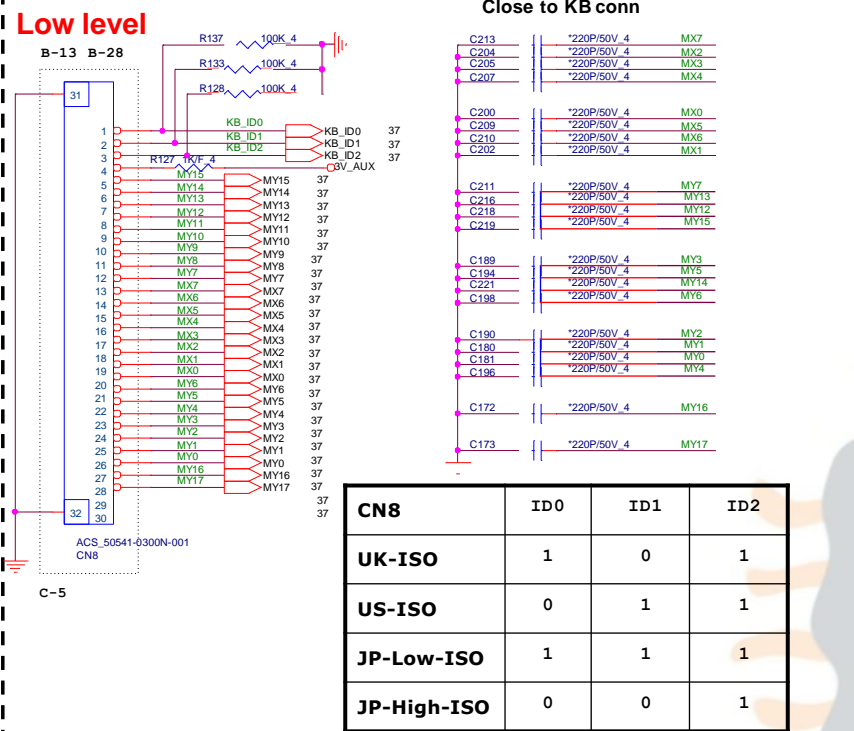 Low level
B-13 B-28
R137 100K_4
R133 100K_4
R128 100K_4
31
1 KB_ID0 KB_ID0 37
2 KB_ID1 KB_ID1 37
3 KB_ID2 KB_ID2 37
4 R127 1K/F_4 3V_AUX
5 MY15 MY15 37
6 MY14 MY14 37
7 MY13 MY13 37
8 MY12 MY12 37
9 MY11 MY11 37
10 MY10 MY10 37
11 MY9 MY9 37
12 MY8 MY8 37
13 MY7 MY7 37
14 MX7 MX7 37
15 MX6 MX6 37
16 MX5 MX5 37
17 MX4 MX4 37
18 MX3 MX3 37
19 MX2 MX2 37
20 MX1 MX1 37
21 MX0 MX0 37
22 MY6 MY6 37
23 MY5 MY5 37
24 MY4 MY4 37
25 MY3 MY3 37
26 MY2 MY2 37
27 MY1 MY1 37
28 MY0 MY0 37
29 MY16 MY16 37
30 MY17 MY17 37
32
ACS_50541-0300N-001
CN8
C-5
Close to KB conn
C213 *220P/50V_4 MX7
C204 *220P/50V_4 MX2
C205 *220P/50V_4 MX3
C207 *220P/50V_4 MX4
C200 *220P/50V_4 MX0
C209 *220P/50V_4 MX5
C210 *220P/50V_4 MX6
C202 *220P/50V_4 MX1
C211 *220P/50V_4 MY7
C216 *220P/50V_4 MY13
C218 *220P/50V_4 MY12
C219 *220P/50V_4 MY15
C189 *220P/50V_4 MY3
C194 *220P/50V_4 MY5
C221 *220P/50V_4 MY14
C198 *220P/50V_4 MY6
C190 *220P/50V_4 MY2
C180 *220P/50V_4 MY1
C181 *220P/50V_4 MY0
C196 *220P/50V_4 MY4
C172 *220P/50V_4 MY16
C173 *220P/50V_4 MY17
CN8 ID0 ID1 ID2
UK-ISO 1 0 1
US-ISO 0 1 1
JP-Low-ISO 1 1 1
JP-High-ISO 0 0 1